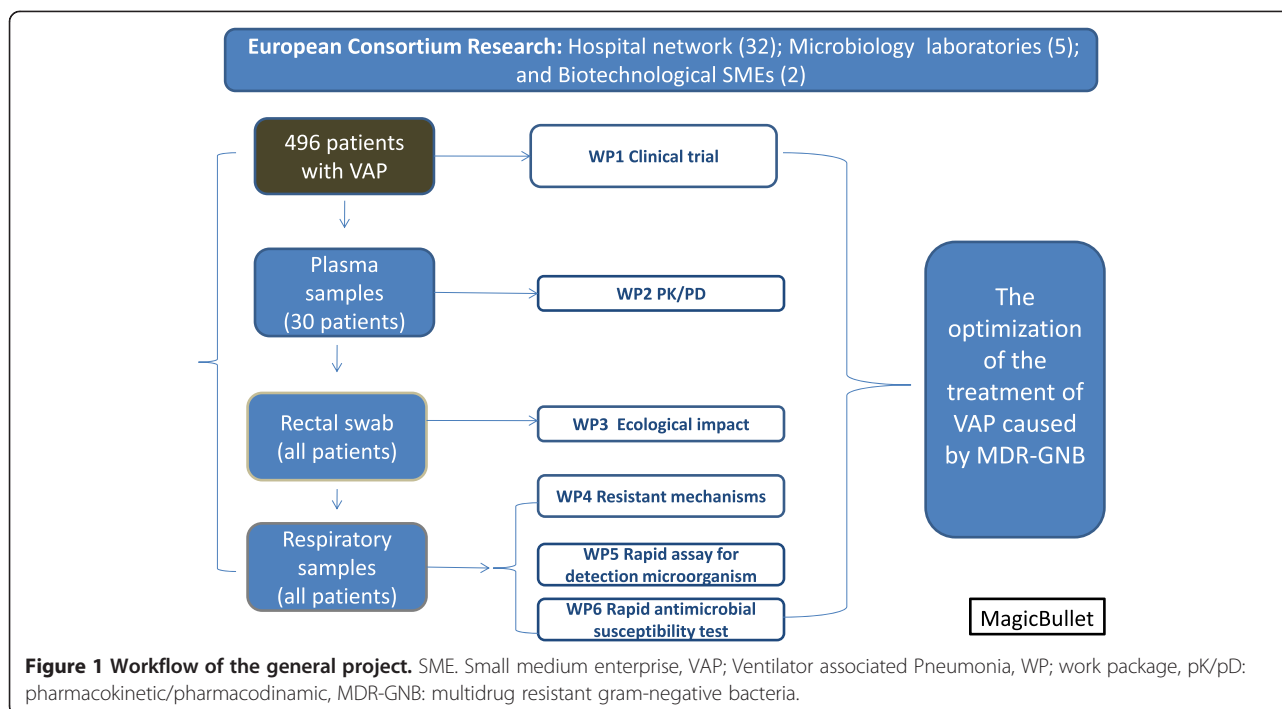 European Consortium Research: Hospital network (32); Microbiology laboratories (5);
and Biotechnological SMEs (2)
496 patients
with VAP
WP1 Clinical trial
Plasma
samples
(30 patients)
WP2 PK/PD
Rectal swab
(all patients)
WP3 Ecological impact
Respiratory
samples
(all patients)
WP4 Resistant mechanisms
WP5 Rapid assay for
detection microorganism
WP6 Rapid antimicrobial
susceptibility test
The
optimization
of the
treatment of
VAP caused
by MDR-GNB
MagicBullet
Figure 1 Workflow of the general project. SME. Small medium enterprise, VAP; Ventilator associated Pneumonia, WP; work package, pK/pD:
pharmacokinetic/pharmacodinamic, MDR-GNB: multidrug resistant gram-negative bacteria.